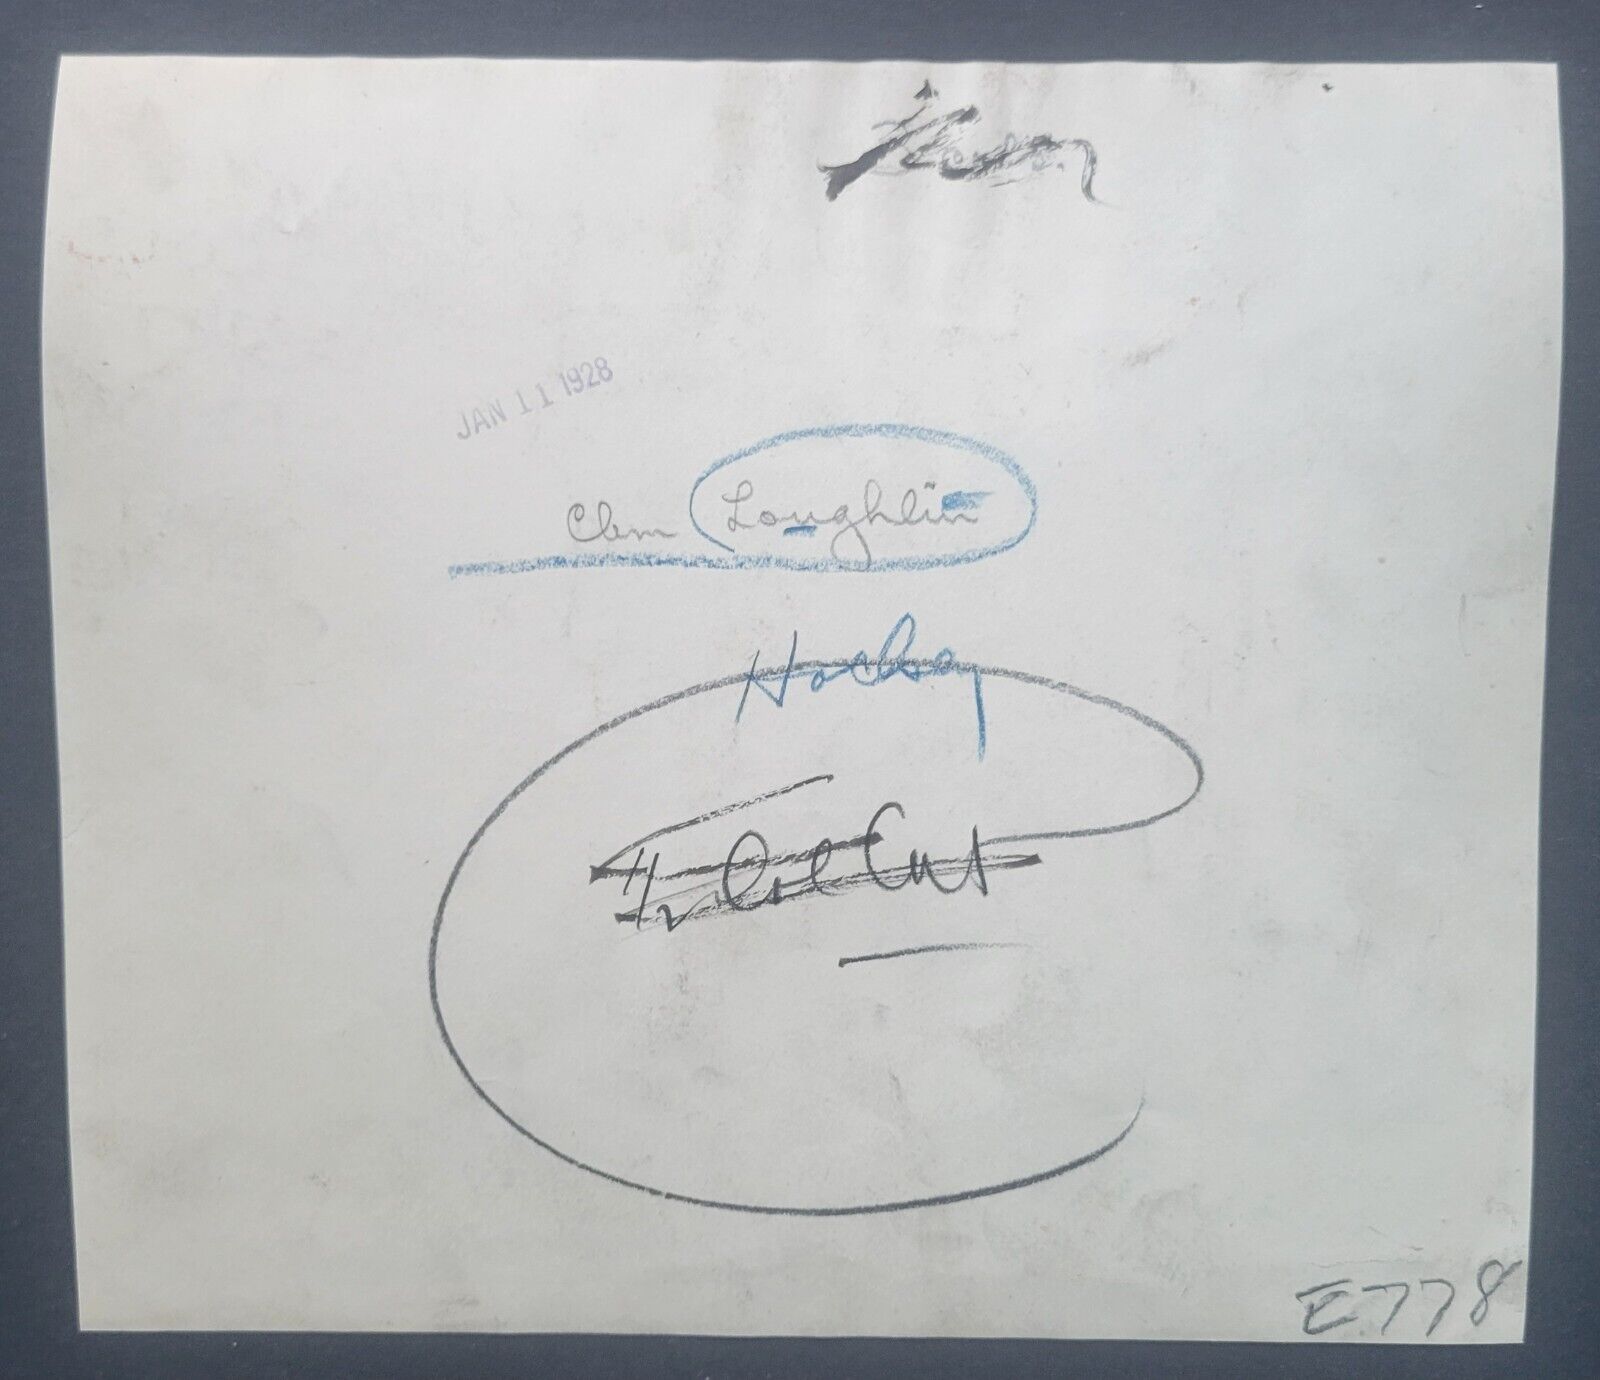 JAN 11 1928
Clem Loughlin
Hockey
1/2 Col Cut
E778